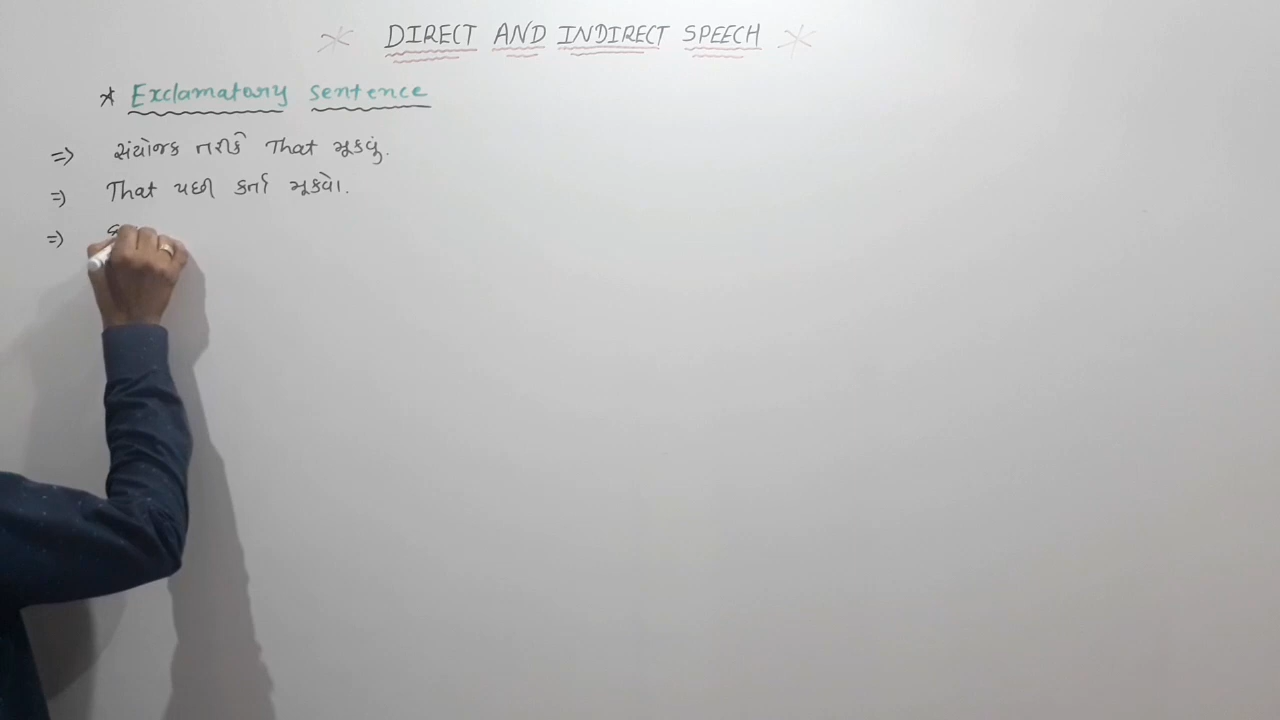 DIRECT AND INDIRECT SPEECH
* Exclamatory sentence
=> સંયોજક તરીકે That મૂકવું.
=> That પછી કર્તા મૂકવો.
=>